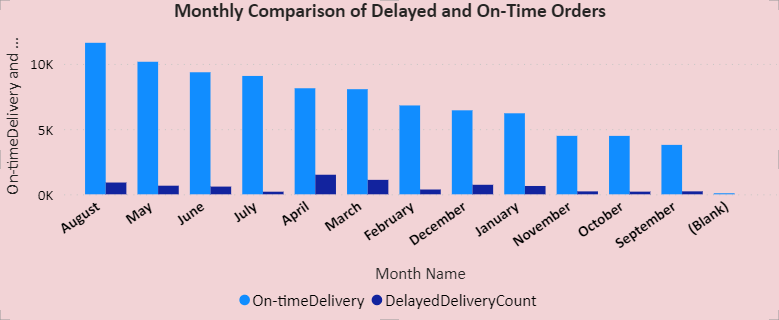 Monthly Comparison of Delayed and On-Time Orders
On-timeDelivery and ...
10K
5K
0K
August
May
June
July
April
March
February
December
January
November
October
September
(Blank)
Month Name
On-timeDelivery
DelayedDeliveryCount